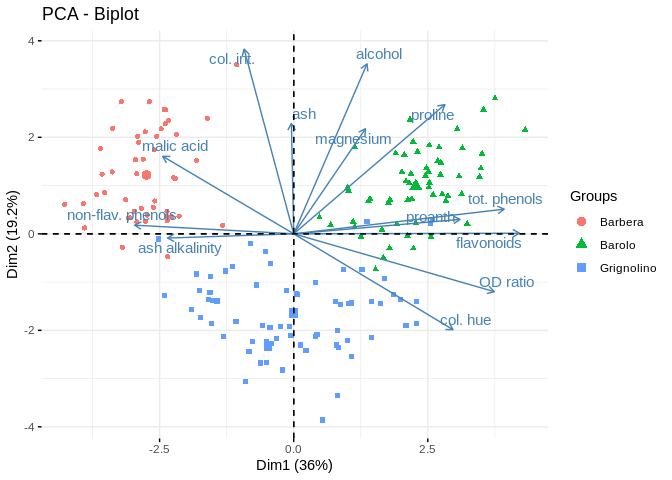 PCA - Biplot
4
2
0
-2
-4
Dim2 (19.2%)
col. int.
alcohol
ash
proline
magnesium
malic acid
tot. phenols
non-flav. phenols
proanth.
flavonoids
ash alkalinity
OD ratio
col. hue
-2.5
0.0
2.5
Dim1 (36%)
Groups
Barbera
Barolo
Grignolino